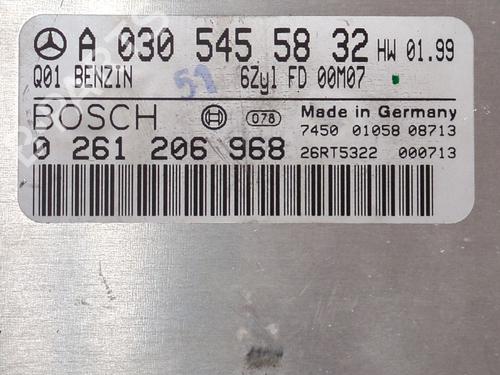 A 030 545 58 32 HW 01.99
Q01 BENZIN 6Zyl FD 00M07
51
BOSCH 078 Made in Germany
7450 01058 08713
0 261 206 968 26RT5322 000713